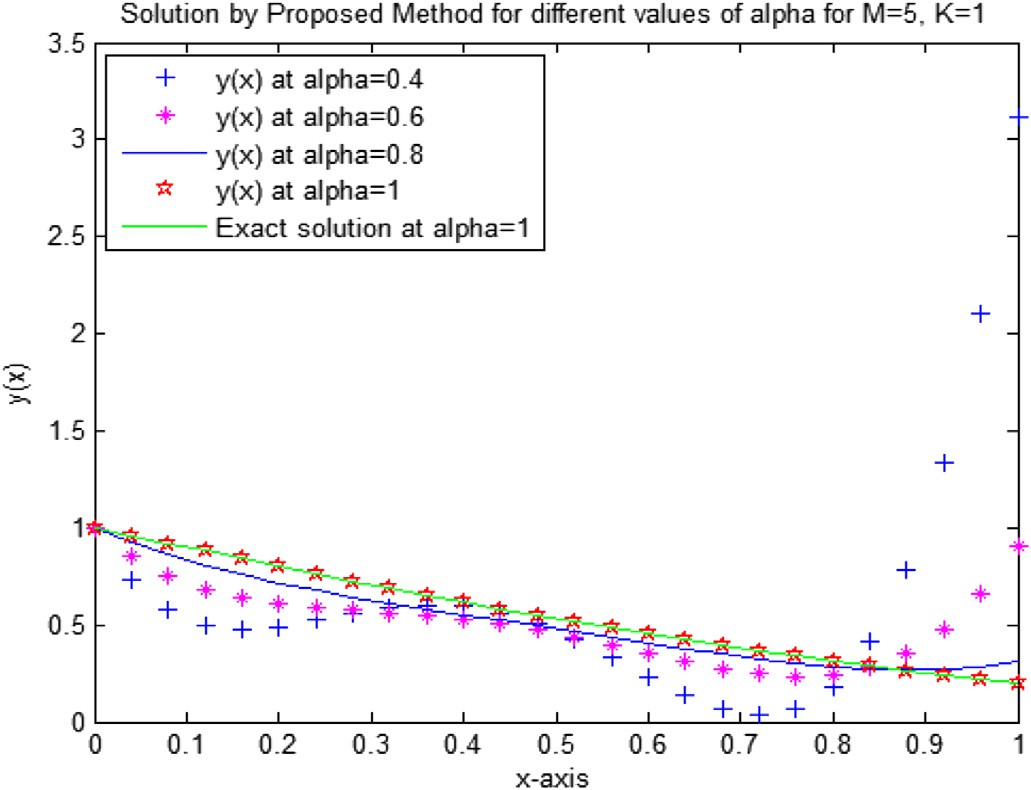 Solution by Proposed Method for different values of alpha for M=5, K=1
3.5
3
2.5
2
1.5
1
0.5
0
y(x)
y(x) at alpha=0.4
y(x) at alpha=0.6
y(x) at alpha=0.8
y(x) at alpha=1
Exact solution at alpha=1
0 0.1 0.2 0.3 0.4 0.5 0.6 0.7 0.8 0.9 1
x-axis